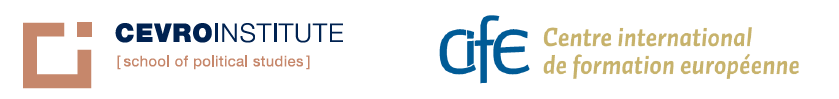 CEVROINSTITUTE
[school of political studies]
cifE Centre international
de formation européenne